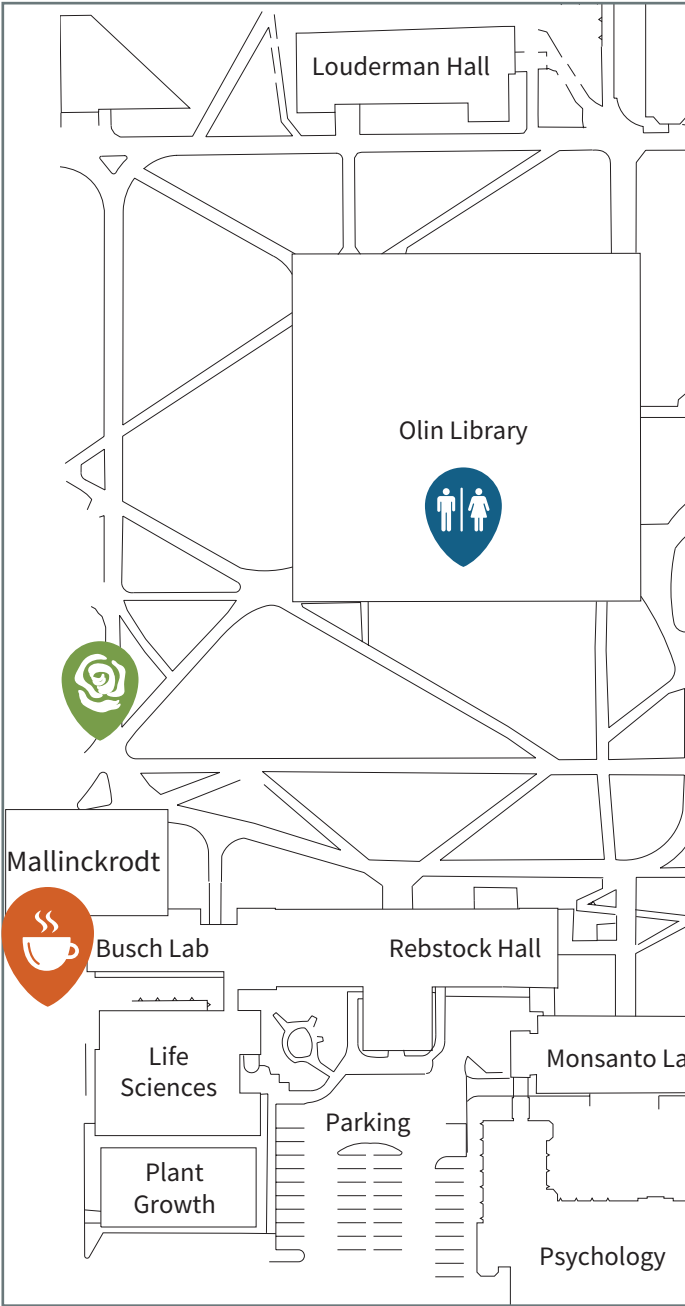 Louderman Hall
Olin Library
Mallinckrodt
Busch Lab
Rebstock Hall
Life
Sciences
Monsanto La
Parking
Plant
Growth
Psychology